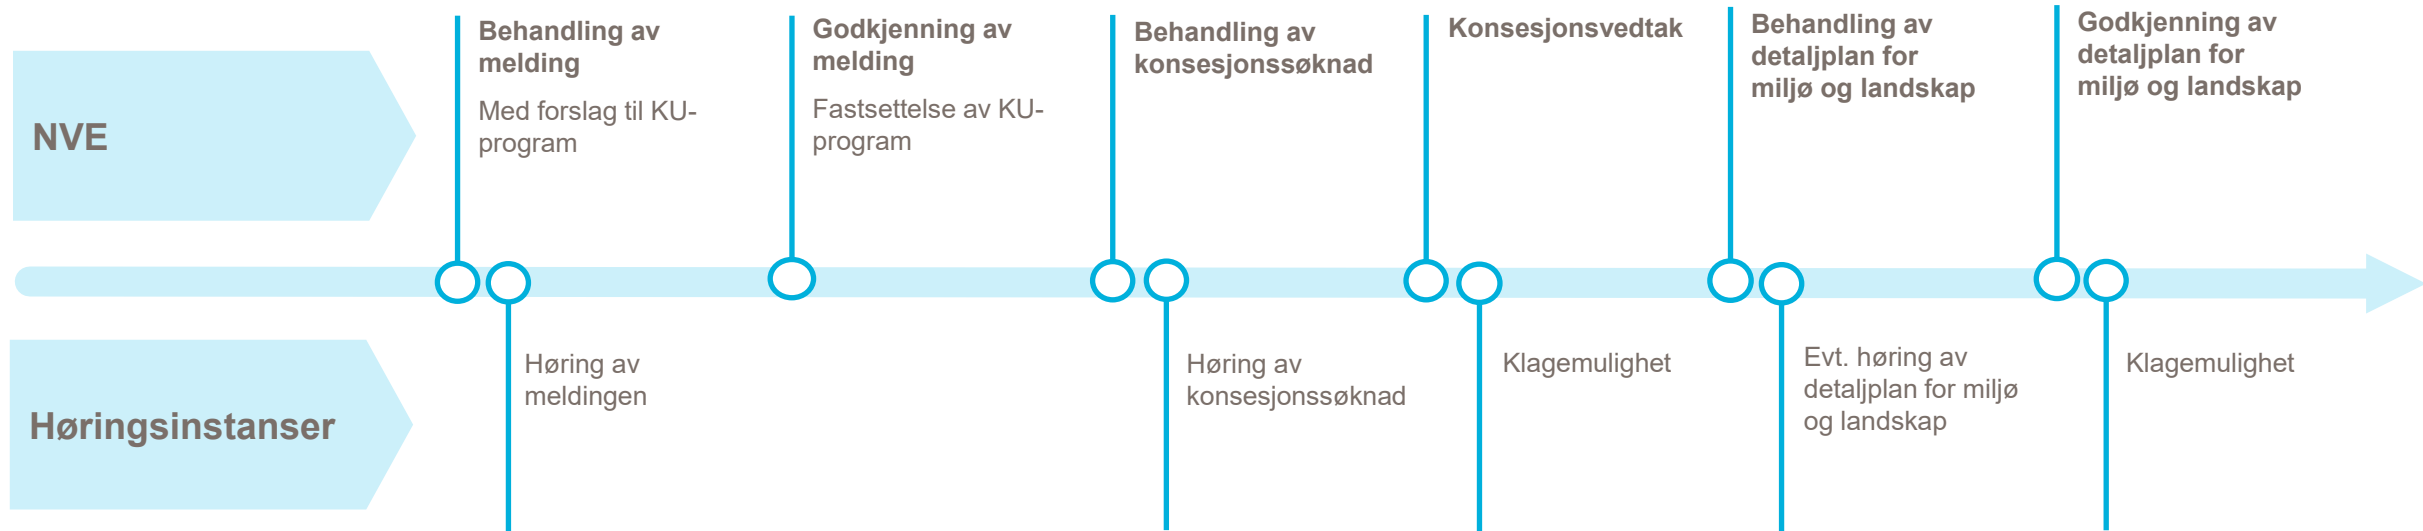 NVE
Behandling av
melding
Med forslag til KU-
program
Godkjenning av
melding
Fastsettelse av KU-
program
Behandling av
konsesjonssøknad
Konsesjonsvedtak
Behandling av
detaljplan for
miljø og landskap
Godkjenning av
detaljplan for
miljø og landskap
Høringsinstanser
Høring av
meldingen
Høring av
konsesjonssøknad
Klagemulighet
Evt. høring av
detaljplan for miljø
og landskap
Klagemulighet